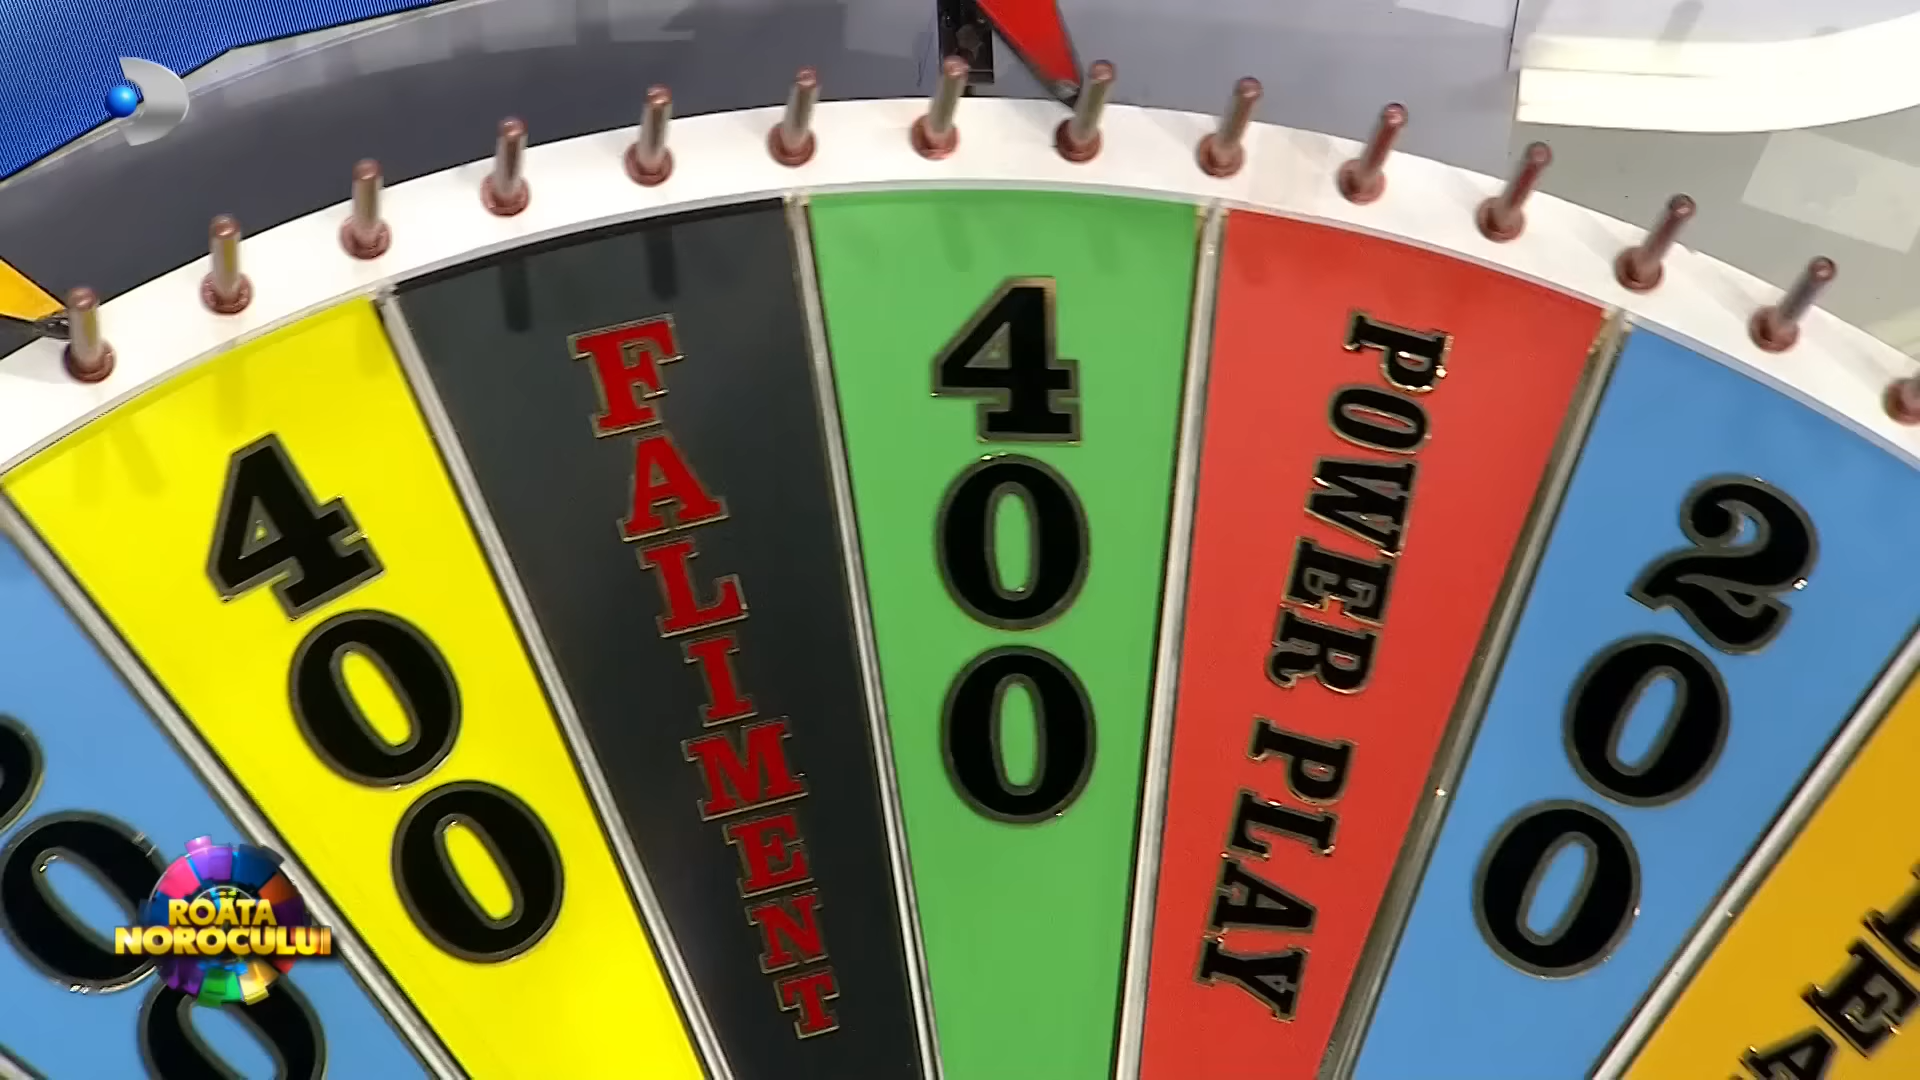 400
FALIMENT
400
POWER PLAY
200
ROATA
NOROCULUI